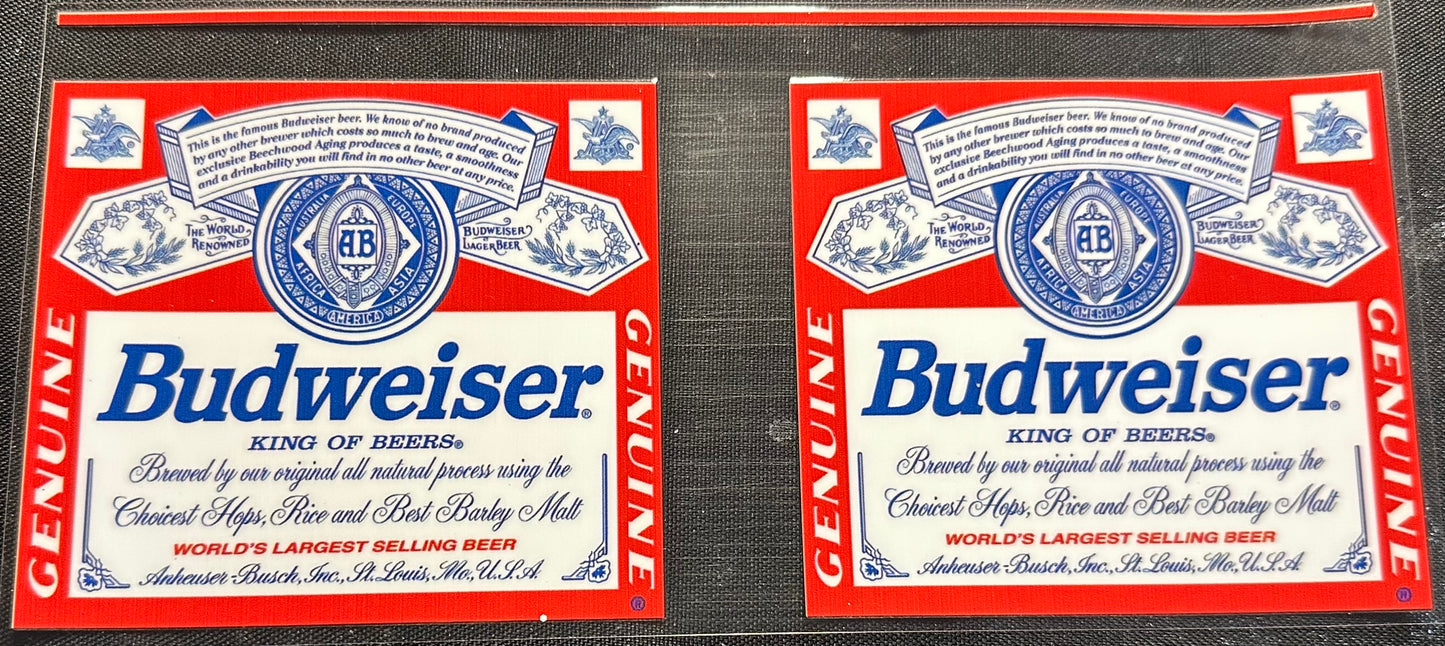 This is the famous Budweiser beer. We know of no brand produced
by any other brewer which costs so much to brew and age. Our
exclusive Beechwood Aging produces a taste, a smoothness
and a drinkability you will find in no other beer at any price.
THE WORLD
RENOWNED
BUDWEISER
LAGER BEER
AUSTRALIA
EUROPE
AB
AFRICA
ASIA
AMERICA
GENUINE
Budweiser®
KING OF BEERS®
Brewed by our original all natural process using the
Choicest Hops, Rice and Best Barley Malt
WORLD'S LARGEST SELLING BEER
Anheuser-Busch, Inc., St. Louis, Mo., U.S.A.
GENUINE
®
This is the famous Budweiser beer. We know of no brand produced
by any other brewer which costs so much to brew and age. Our
exclusive Beechwood Aging produces a taste, a smoothness
and a drinkability you will find in no other beer at any price.
THE WORLD
RENOWNED
BUDWEISER
LAGER BEER
AUSTRALIA
EUROPE
AB
AFRICA
ASIA
AMERICA
GENUINE
Budweiser®
KING OF BEERS®
Brewed by our original all natural process using the
Choicest Hops, Rice and Best Barley Malt
WORLD'S LARGEST SELLING BEER
Anheuser-Busch, Inc., St. Louis, Mo., U.S.A.
GENUINE
®